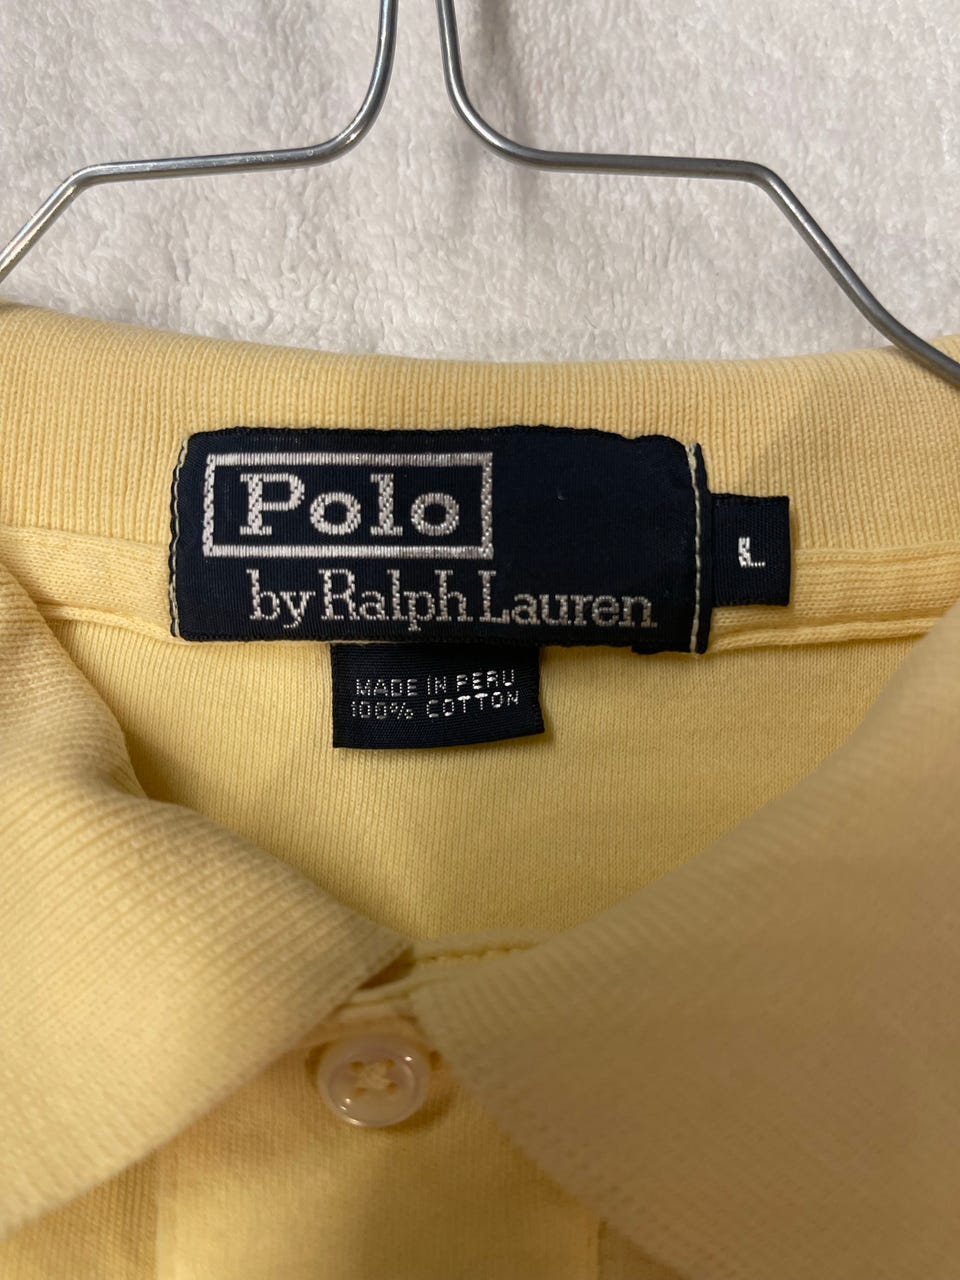 Polo
by Ralph Lauren
L
MADE IN PERU
100% COTTON